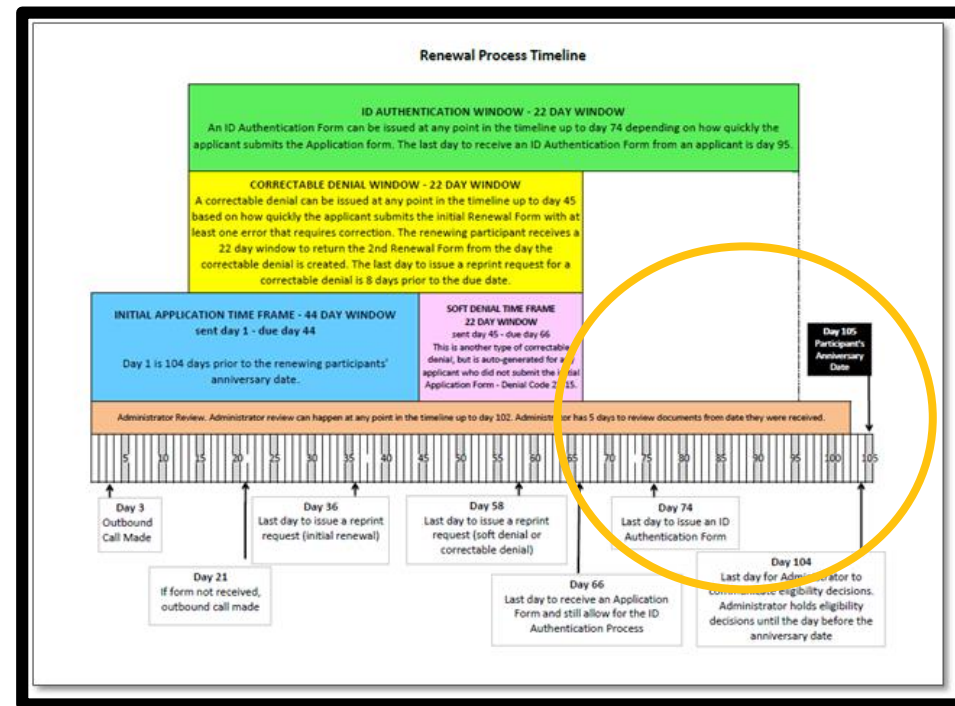 Renewal Process Timeline
ID AUTHENTICATION WINDOW - 22 DAY WINDOW
An ID Authentication Form can be issued at any point in the timeline up to day 74 depending on how quickly the
applicant submits the Application form. The last day to receive an ID Authentication Form from an applicant is day 95.
CORRECTABLE DENIAL WINDOW - 22 DAY WINDOW
A correctable denial can be issued at any point in the timeline up to day 45
based on how quickly the applicant submits the initial Renewal Form with at
least one error that requires correction. The renewing participant receives a
22 day window to return the 2nd Renewal Form from the day the
correctable denial is created. The last day to issue a reprint request for a
correctable denial is 8 days prior to the due date.
INITIAL APPLICATION TIME FRAME - 44 DAY WINDOW
sent day 1 - due day 44
Day 1 is 104 days prior to the renewing participants'
anniversary date.
SOFT DENIAL TIME FRAME
22 DAY WINDOW
sent day 45 - due day 66
This is another type of correctable
denial, but is auto-generated for any
applicant who did not submit the initial
Application Form - Denial Code
Day 105
Participant's
Anniversary
Date
Administrator Review. Administrator review can happen at any point in the timeline up to day 102. Administrator has 5 days to review documents from date they were received.
5 10 15 20 25 30 35 40 45 50 55 60 65 70 75 80 85 90 95 100 105
Day 3
Outbound
Call Made
Day 21
If form not received,
outbound call made
Day 36
Last day to issue a reprint
request (initial renewal)
Day 58
Last day to issue a reprint
request (soft denial or
correctable denial)
Day 66
Last day to receive an Application
Form and still allow for the ID
Authentication Process
Day 74
Last day to issue an ID
Authentication Form
Day 104
Last day for Administrator to
communicate eligibility decisions.
Administrator holds eligibility
decisions until the day before the
anniversary date